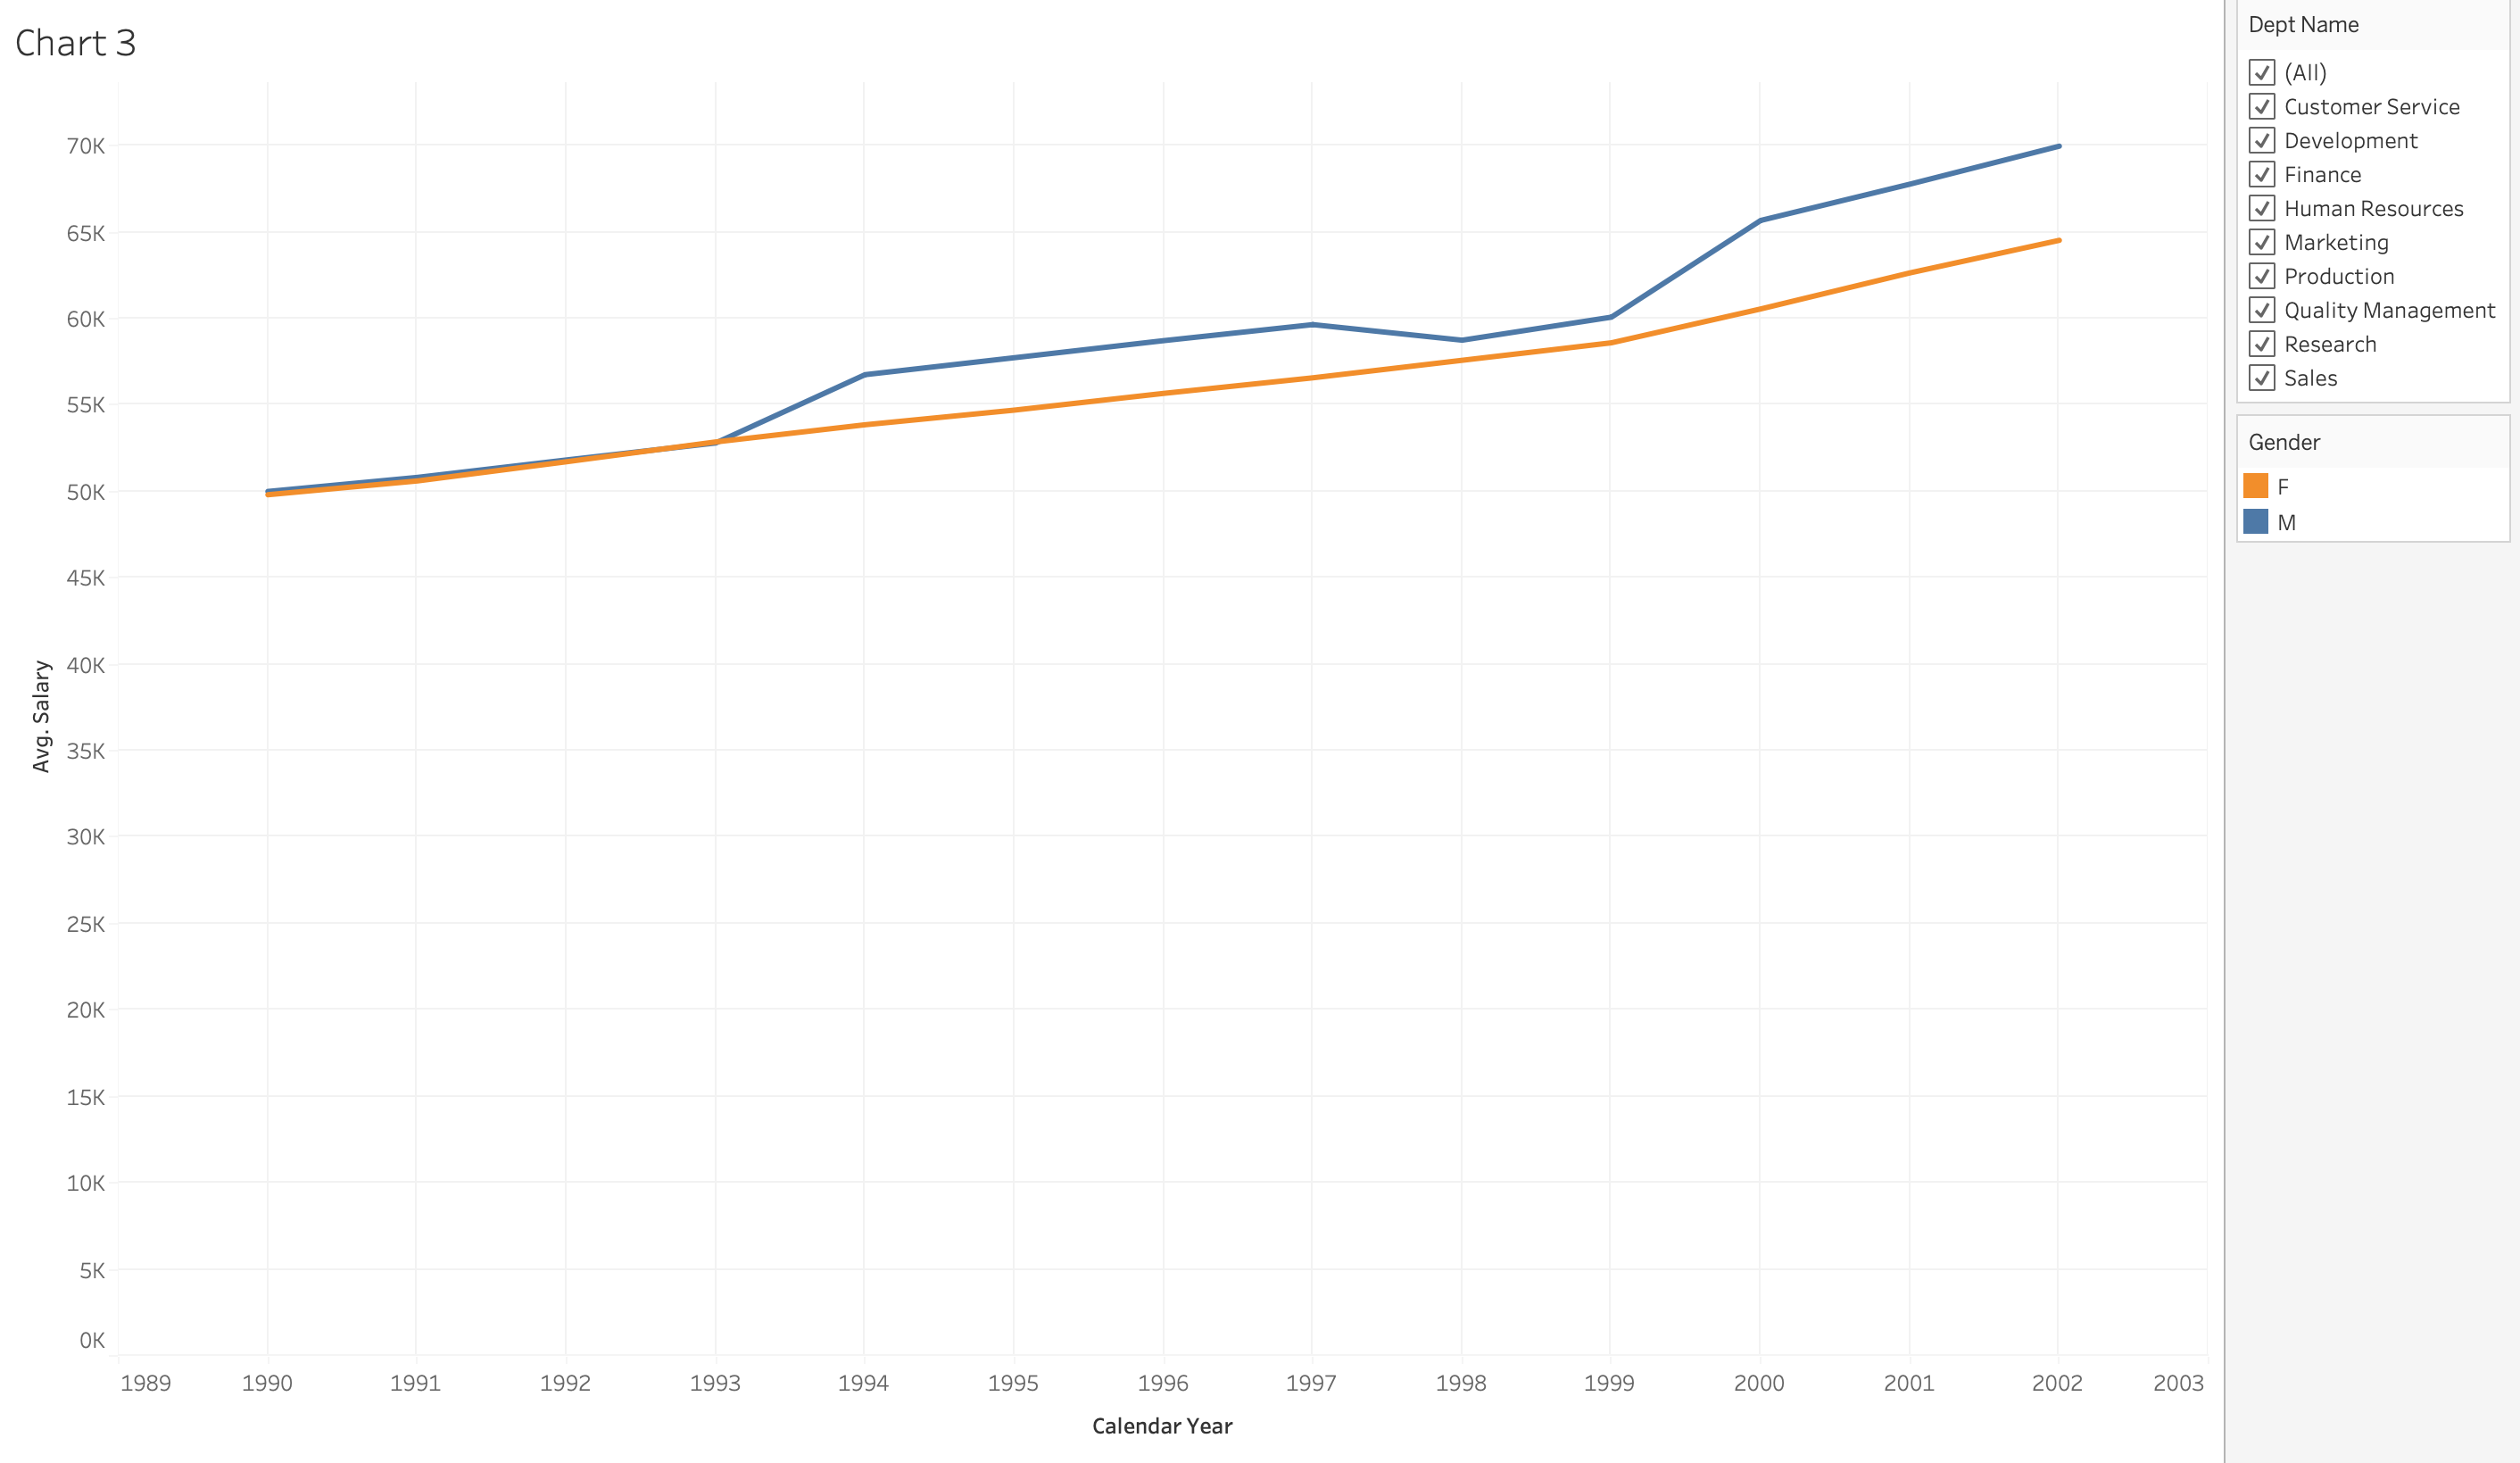 Chart 3
70K
65K
60K
55K
50K
45K
40K
35K
30K
25K
20K
15K
10K
5K
0K
Avg. Salary
1989 1990 1991 1992 1993 1994 1995 1996 1997 1998 1999 2000 2001 2002 2003
Calendar Year
Dept Name
(All)
Customer Service
Development
Finance
Human Resources
Marketing
Production
Quality Management
Research
Sales
Gender
F
M